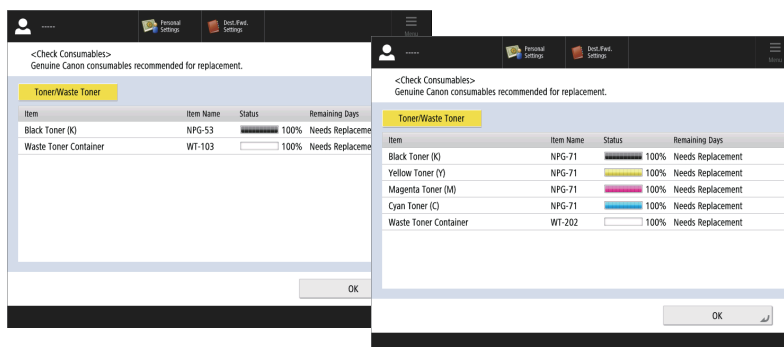 -----
Personal
Settings
Dest./Fwd.
Settings
Menu
<Check Consumables>
Genuine Canon consumables recommended for replacement.
Toner/Waste Toner
Item Item Name Status Remaining Days
Black Toner (K) NPG-53 100% Needs Replaceme
Waste Toner Container WT-103 100% Needs Replaceme
OK
-----
Personal
Settings
Dest./Fwd.
Settings
Menu
<Check Consumables>
Genuine Canon consumables recommended for replacement.
Toner/Waste Toner
Item Item Name Status Remaining Days
Black Toner (K) NPG-71 100% Needs Replacement
Yellow Toner (Y) NPG-71 100% Needs Replacement
Magenta Toner (M) NPG-71 100% Needs Replacement
Cyan Toner (C) NPG-71 100% Needs Replacement
Waste Toner Container WT-202 100% Needs Replacement
OK